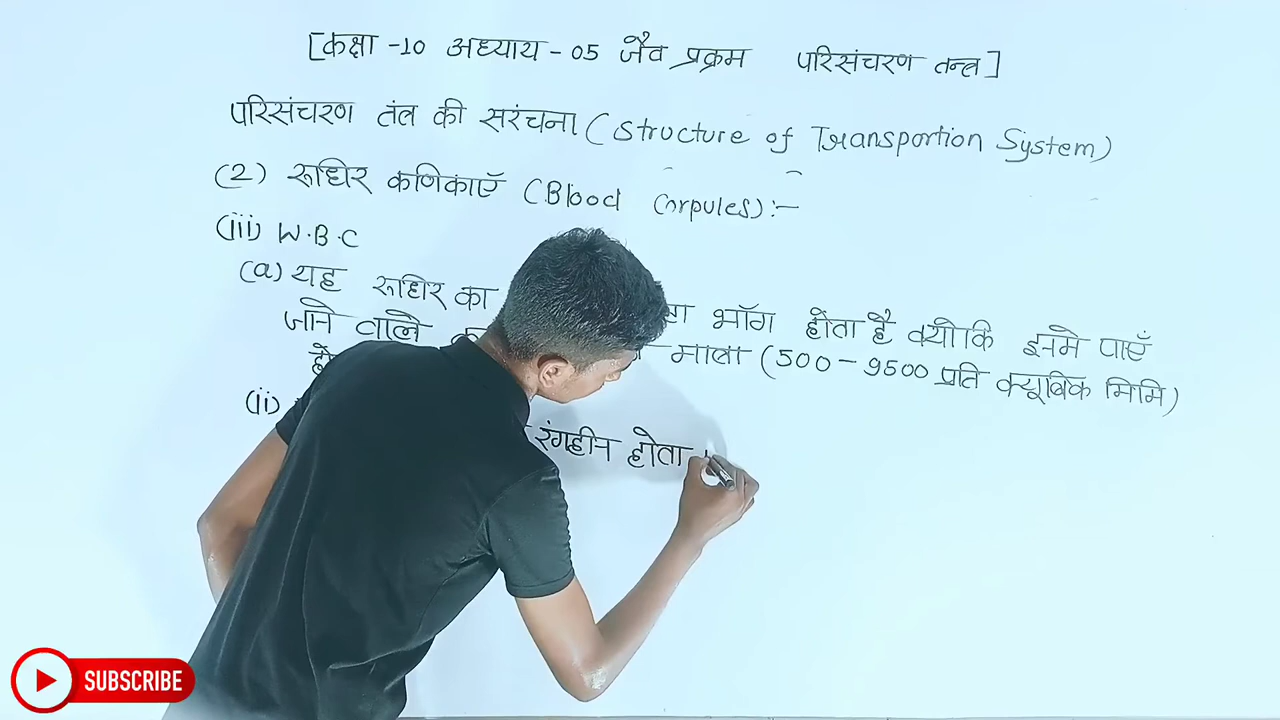 [कक्षा -10 अध्याय - 05 जैव प्रक्रम परिसंचरण तन्त्र]
परिसंचरण तंत्र की सरंचना (Structure of Transportion System)
(2) रूधिर कणिकाएँ (Blood Corpules):-
(iii) W.B.C
(a) यह रूधिर का भॉग होता है क्योकि इनमे पाएँ
जाने वाले मात्रा (500 - 9500 प्रति क्यूबिक मिमि)
(ii) रंगहीन होता
SUBSCRIBE